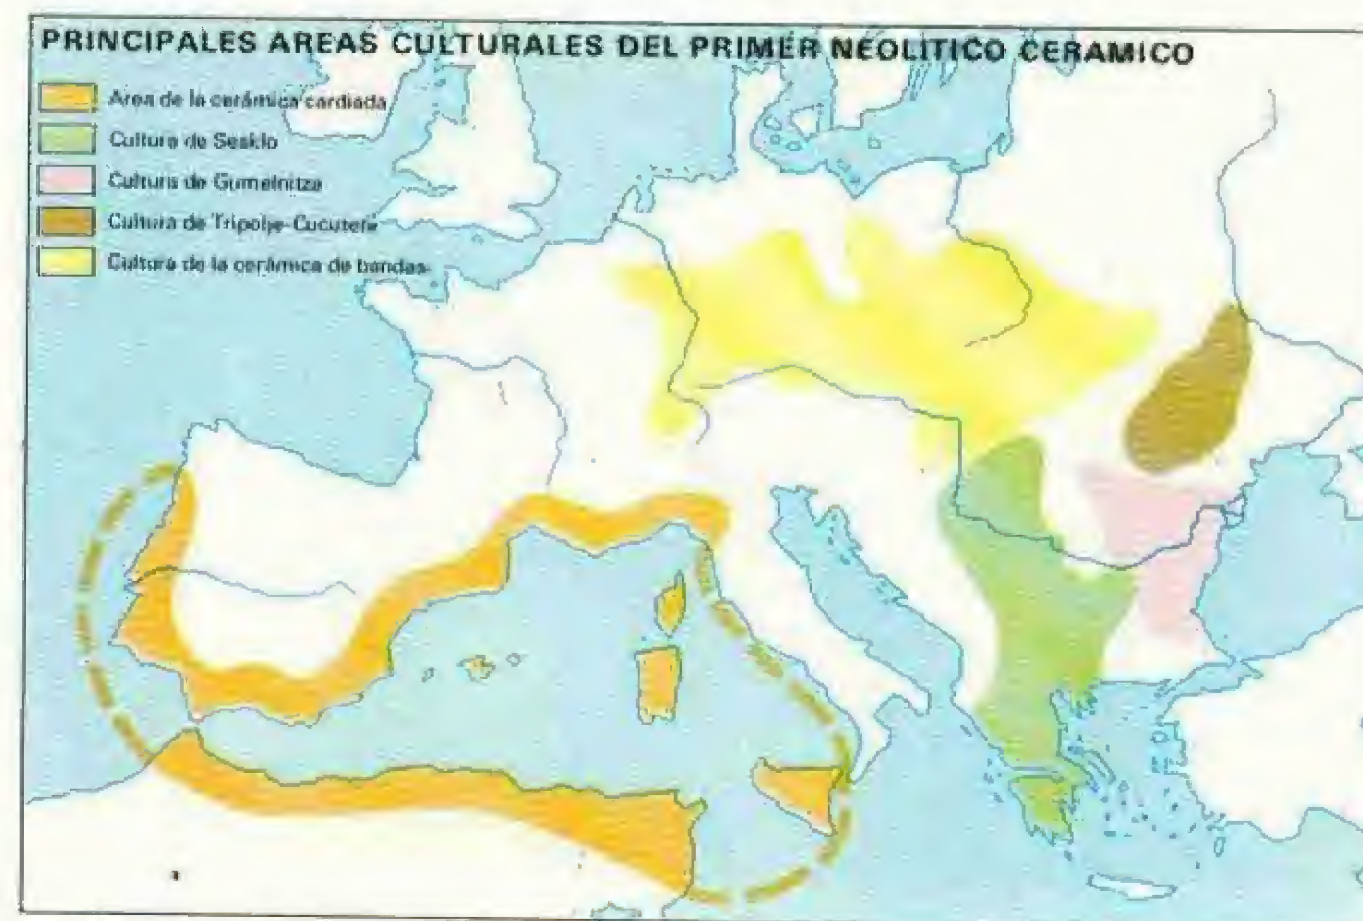 PRINCIPALES AREAS CULTURALES DEL PRIMER NEOLITICO CERAMICO
Area de la cerámica cardiada
Cultura de Sesklo
Cultura de Gumelnitza
Cultura de Tripolje-Cucuteni
Cultura de la cerámica de bandas